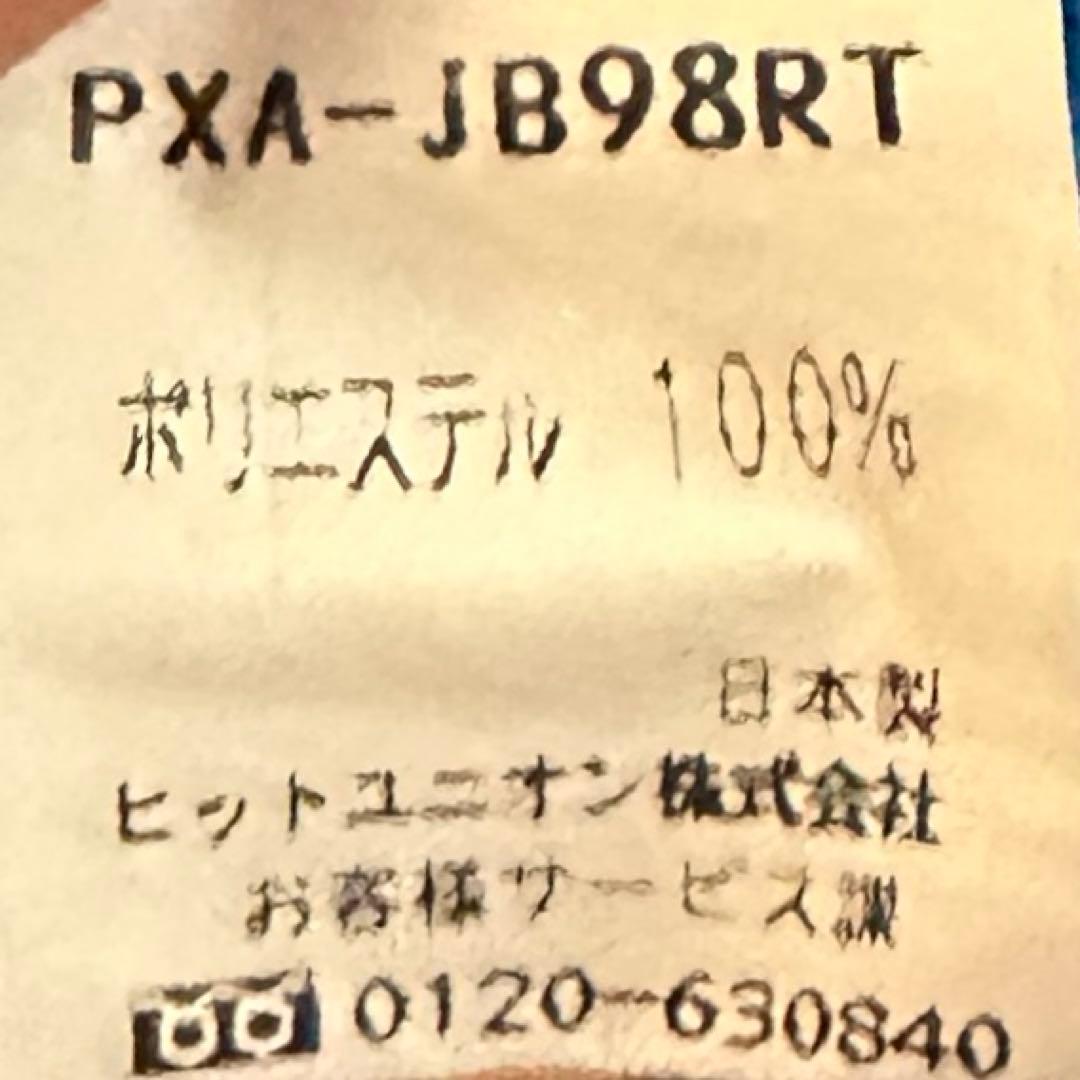 PXA-JB98RT
ポリエステル 100%
日本製
ヒットユニオン株式会社
お客様サービス課
0120-630840